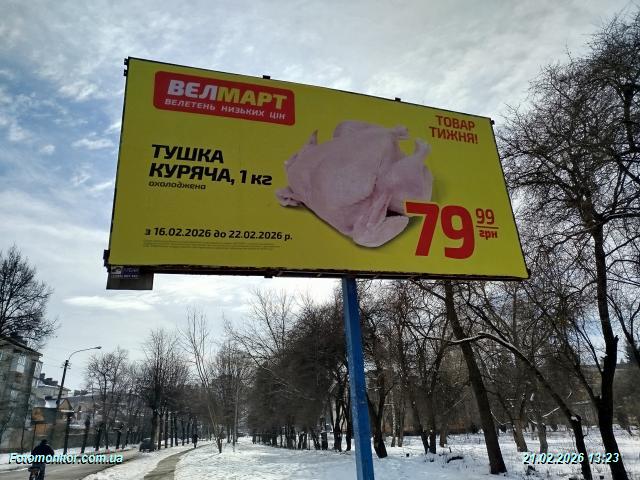 ВЕЛМАРТ
ВЕЛЕТЕНЬ НИЗЬКИХ ЦІН
ТОВАР
ТИЖНЯ!
ТУШКА
КУРЯЧА, 1 кг
охолоджена
79 99
грн
з 16.02.2026 до 22.02.2026 р.
Fotomonitor.com.ua
21.02.2026 13:23